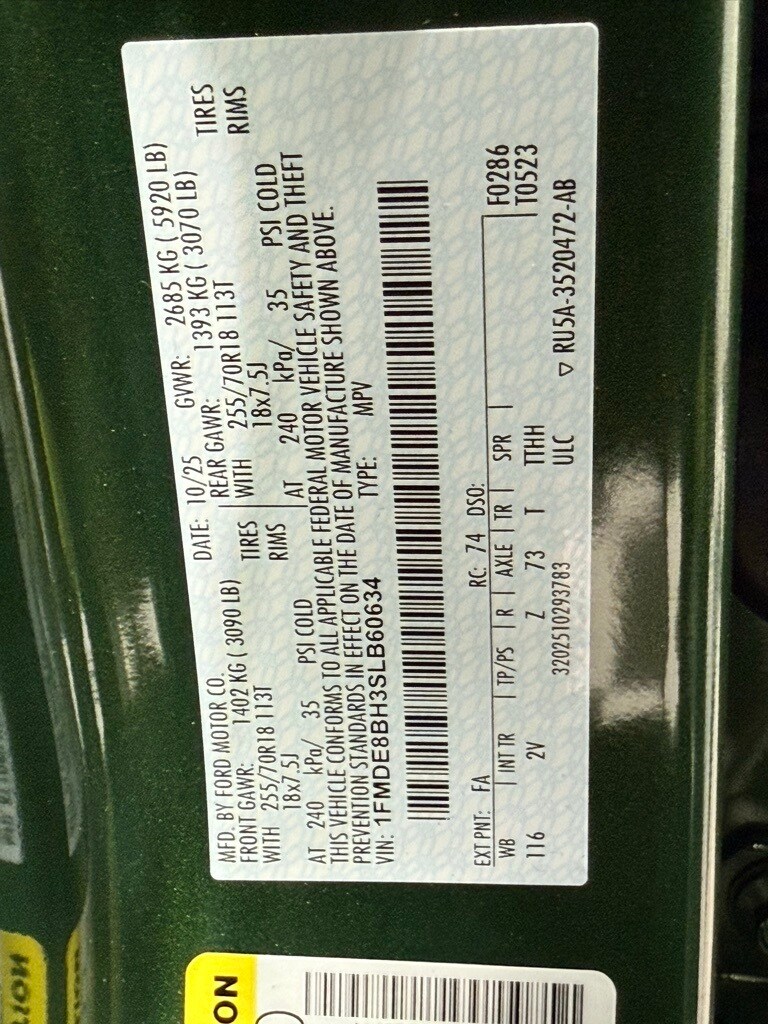 MFD. BY FORD MOTOR CO. DATE: 10/25 GVWR: 2685 KG ( 5920 LB)
FRONT GAWR: 1402 KG ( 3090 LB) REAR GAWR: 1393 KG ( 3070 LB)
WITH 255/70R18 113T TIRES WITH 255/70R18 113T TIRES
18x7.5J RIMS 18x7.5J RIMS
AT 240 kPa/ 35 PSI COLD AT 240 kPa/ 35 PSI COLD
THIS VEHICLE CONFORMS TO ALL APPLICABLE FEDERAL MOTOR VEHICLE SAFETY AND THEFT
PREVENTION STANDARDS IN EFFECT ON THE DATE OF MANUFACTURE SHOWN ABOVE.
VIN: 1FMDE8BH3SLB60634 TYPE: MPV
EXT PNT: FA RC: 74 DSO: F0286
WB INT TR TP/PS R AXLE TR SPR T0523
116 2V Z 73 T TTHH
3202510293783 ULC ▽ RU5A-3520472-AB
ON